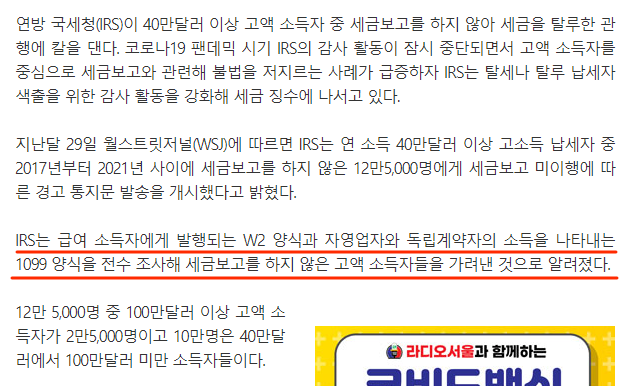 연방 국세청(IRS)이 40만달러 이상 고액 소득자 중 세금보고를 하지 않아 세금을 탈루한 관
행에 칼을 댄다. 코로나19 팬데믹 시기 IRS의 감사 활동이 잠시 중단되면서 고액 소득자를
중심으로 세금보고와 관련해 불법을 저지르는 사례가 급증하자 IRS는 탈세나 탈루 납세자
색출을 위한 감사 활동을 강화해 세금 징수에 나서고 있다.
지난달 29일 월스트릿저널(WSJ)에 따르면 IRS는 연 소득 40만달러 이상 고소득 납세자 중
2017년부터 2021년 사이에 세금보고를 하지 않은 12만5,000명에게 세금보고 미이행에 따
른 경고 통지문 발송을 개시했다고 밝혔다.
IRS는 급여 소득자에게 발행되는 W2 양식과 자영업자와 독립계약자의 소득을 나타내는
1099 양식을 전수 조사해 세금보고를 하지 않은 고액 소득자들을 가려낸 것으로 알려졌다.
12만 5,000명 중 100만달러 이상 고액 소
득자가 2만5,000명이고 10만명은 40만달
러에서 100만달러 미만 소득자들이다.
라디오서울과 함께하는